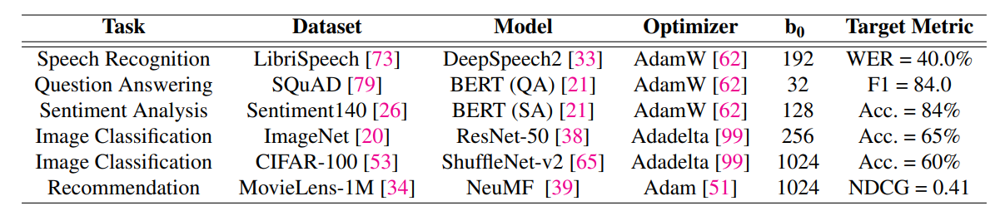 Task Dataset Model Optimizer b₀ Target Metric
Speech Recognition LibriSpeech [73] DeepSpeech2 [33] AdamW [62] 192 WER = 40.0%
Question Answering SQuAD [79] BERT (QA) [21] AdamW [62] 32 F1 = 84.0
Sentiment Analysis Sentiment140 [26] BERT (SA) [21] AdamW [62] 128 Acc. = 84%
Image Classification ImageNet [20] ResNet-50 [38] Adadelta [99] 256 Acc. = 65%
Image Classification CIFAR-100 [53] ShuffleNet-v2 [65] Adadelta [99] 1024 Acc. = 60%
Recommendation MovieLens-1M [34] NeuMF [39] Adam [51] 1024 NDCG = 0.41